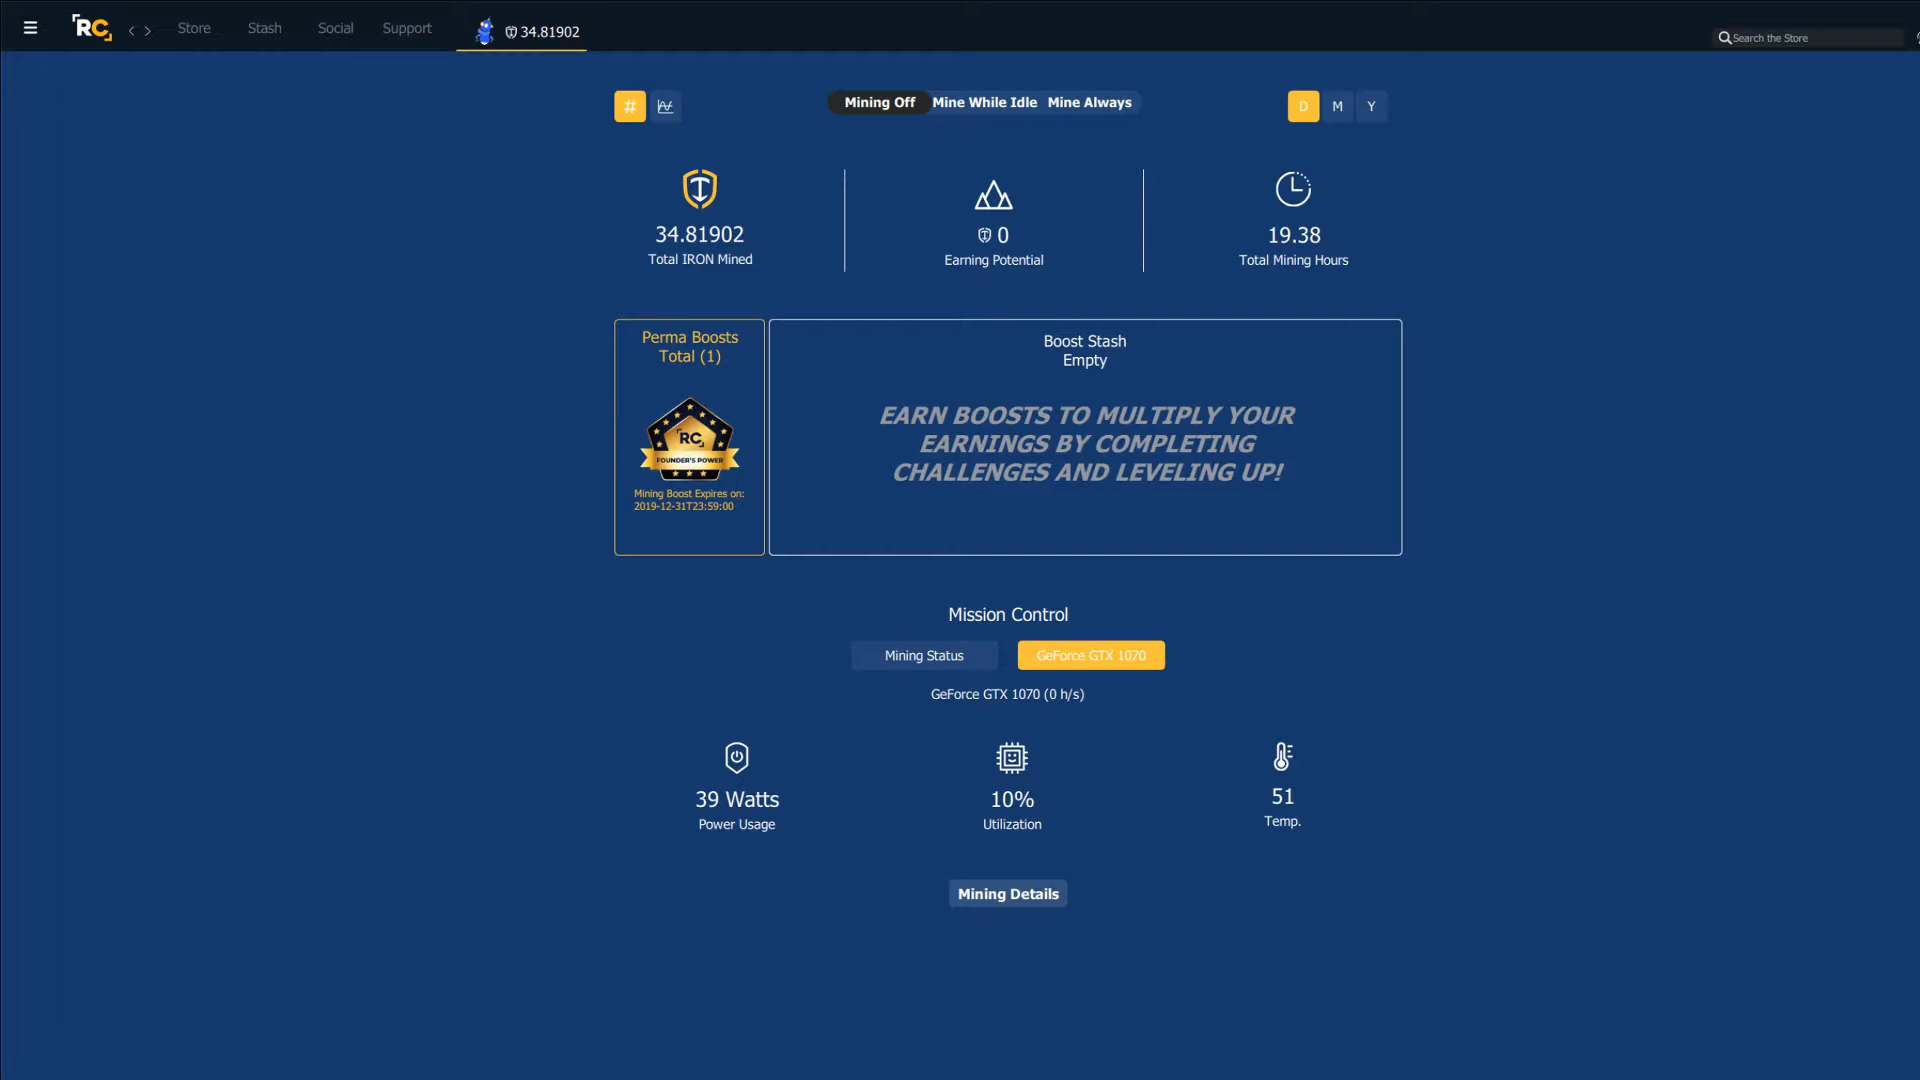 RC
Store
Stash
Social
Support
34.81902
Search the Store
#
Mining Off
Mine While Idle
Mine Always
D
M
Y
34.81902
Total IRON Mined
0
Earning Potential
19.38
Total Mining Hours
Perma Boosts
Total (1)
RC
FOUNDER'S POWER
Mining Boost Expires on:
2019-12-31T23:59:00
Boost Stash
Empty
EARN BOOSTS TO MULTIPLY YOUR
EARNINGS BY COMPLETING
CHALLENGES AND LEVELING UP!
Mission Control
Mining Status
GeForce GTX 1070
GeForce GTX 1070 (0 h/s)
39 Watts
Power Usage
10%
Utilization
51
Temp.
Mining Details